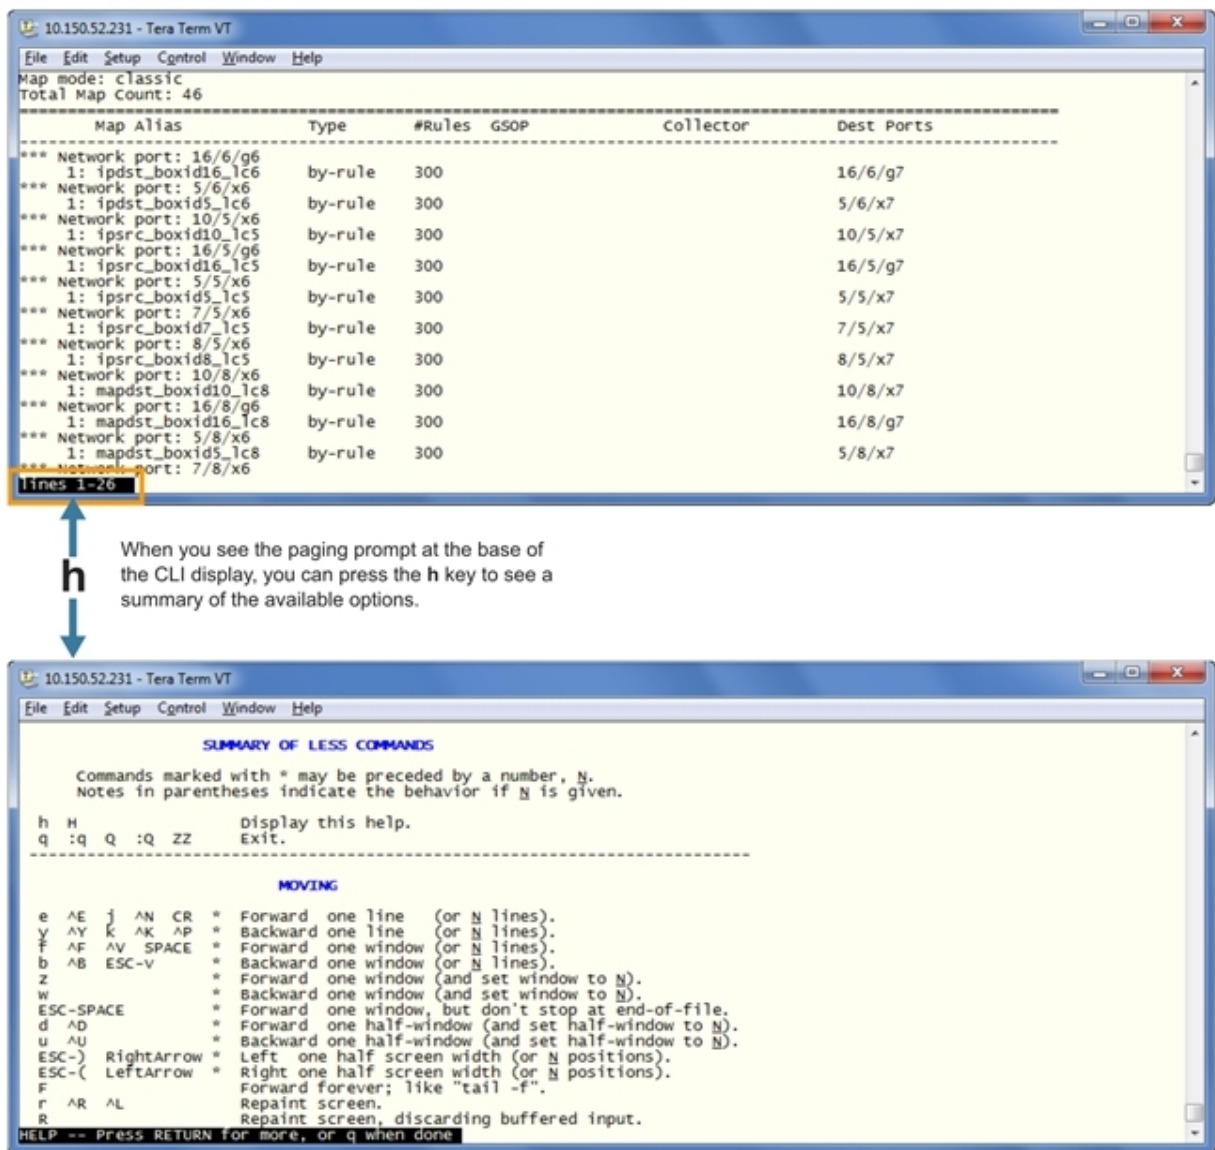 10.150.52.231 - Tera Term VT
File Edit Setup Control Window Help
Map mode: classic
Total Map Count: 46
================================================================================
Map Alias Type #Rules GSOP Collector Dest Ports
--------------------------------------------------------------------------------
*** Network port: 16/6/g6
1: ipdst_boxid16_lc6 by-rule 300 16/6/g7
*** Network port: 5/6/x6
1: ipdst_boxid5_lc6 by-rule 300 5/6/x7
*** Network port: 10/5/x6
1: ipsrc_boxid10_lc5 by-rule 300 10/5/x7
*** Network port: 16/5/g6
1: ipsrc_boxid16_lc5 by-rule 300 16/5/g7
*** Network port: 5/5/x6
1: ipsrc_boxid5_lc5 by-rule 300 5/5/x7
*** Network port: 7/5/x6
1: ipsrc_boxid7_lc5 by-rule 300 7/5/x7
*** Network port: 8/5/x6
1: ipsrc_boxid8_lc5 by-rule 300 8/5/x7
*** Network port: 10/8/x6
1: mapdst_boxid10_lc8 by-rule 300 10/8/x7
*** Network port: 16/8/g6
1: mapdst_boxid16_lc8 by-rule 300 16/8/g7
*** Network port: 5/8/x6
1: mapdst_boxid5_lc8 by-rule 300 5/8/x7
*** Network port: 7/8/x6
lines 1-26
h
When you see the paging prompt at the base of
the CLI display, you can press the h key to see a
summary of the available options.
10.150.52.231 - Tera Term VT
File Edit Setup Control Window Help
SUMMARY OF LESS COMMANDS
Commands marked with * may be preceded by a number, N.
Notes in parentheses indicate the behavior if N is given.
h H Display this help.
q :q Q :Q ZZ Exit.
--------------------------------------------------------------------------------
MOVING
e ^E j ^N CR * Forward one line (or N lines).
y ^Y k ^K ^P * Backward one line (or N lines).
f ^F ^V SPACE * Forward one window (or N lines).
b ^B ESC-v * Backward one window (or N lines).
z * Forward one window (and set window to N).
w * Backward one window (and set window to N).
ESC-SPACE * Forward one window, but don't stop at end-of-file.
d ^D * Forward one half-window (and set half-window to N).
u ^U * Backward one half-window (and set half-window to N).
ESC-) RightArrow * Left one half screen width (or N positions).
ESC-( LeftArrow * Right one half screen width (or N positions).
F Forward forever; like "tail -f".
r ^R ^L Repaint screen.
R Repaint screen, discarding buffered input.
HELP -- Press RETURN for more, or q when done